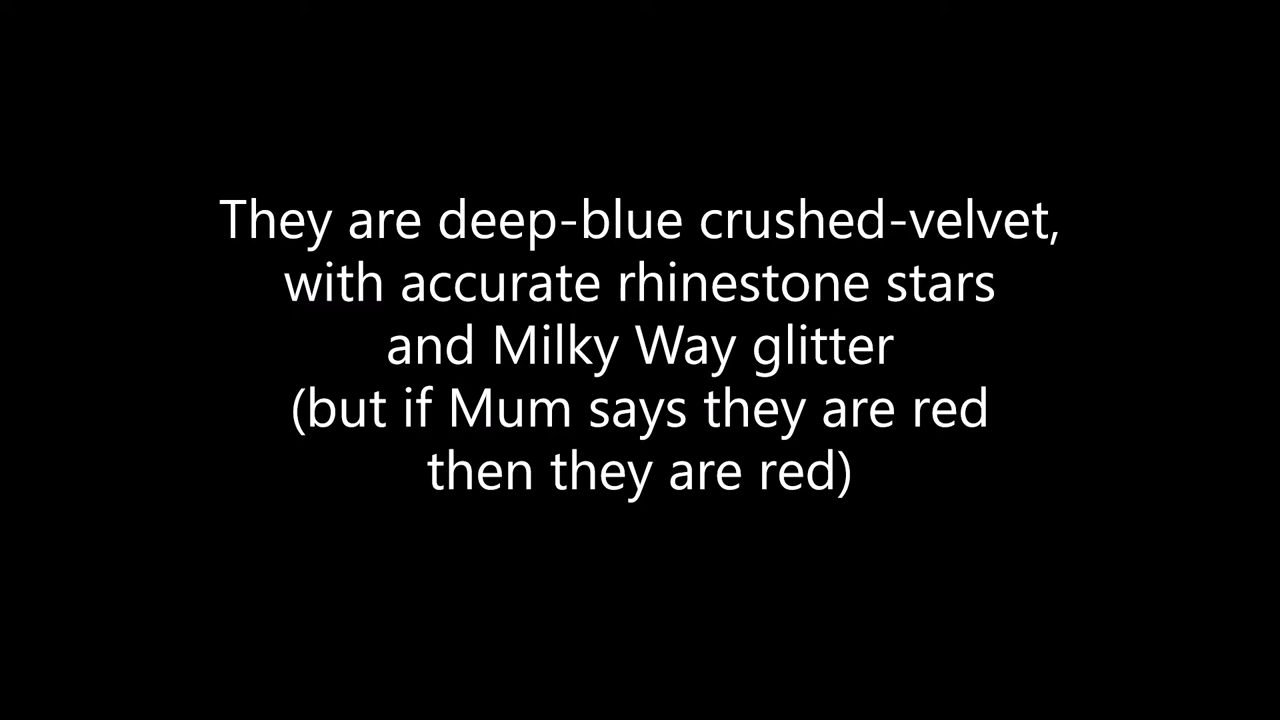 They are deep-blue crushed-velvet,
with accurate rhinestone stars
and Milky Way glitter
(but if Mum says they are red
then they are red)